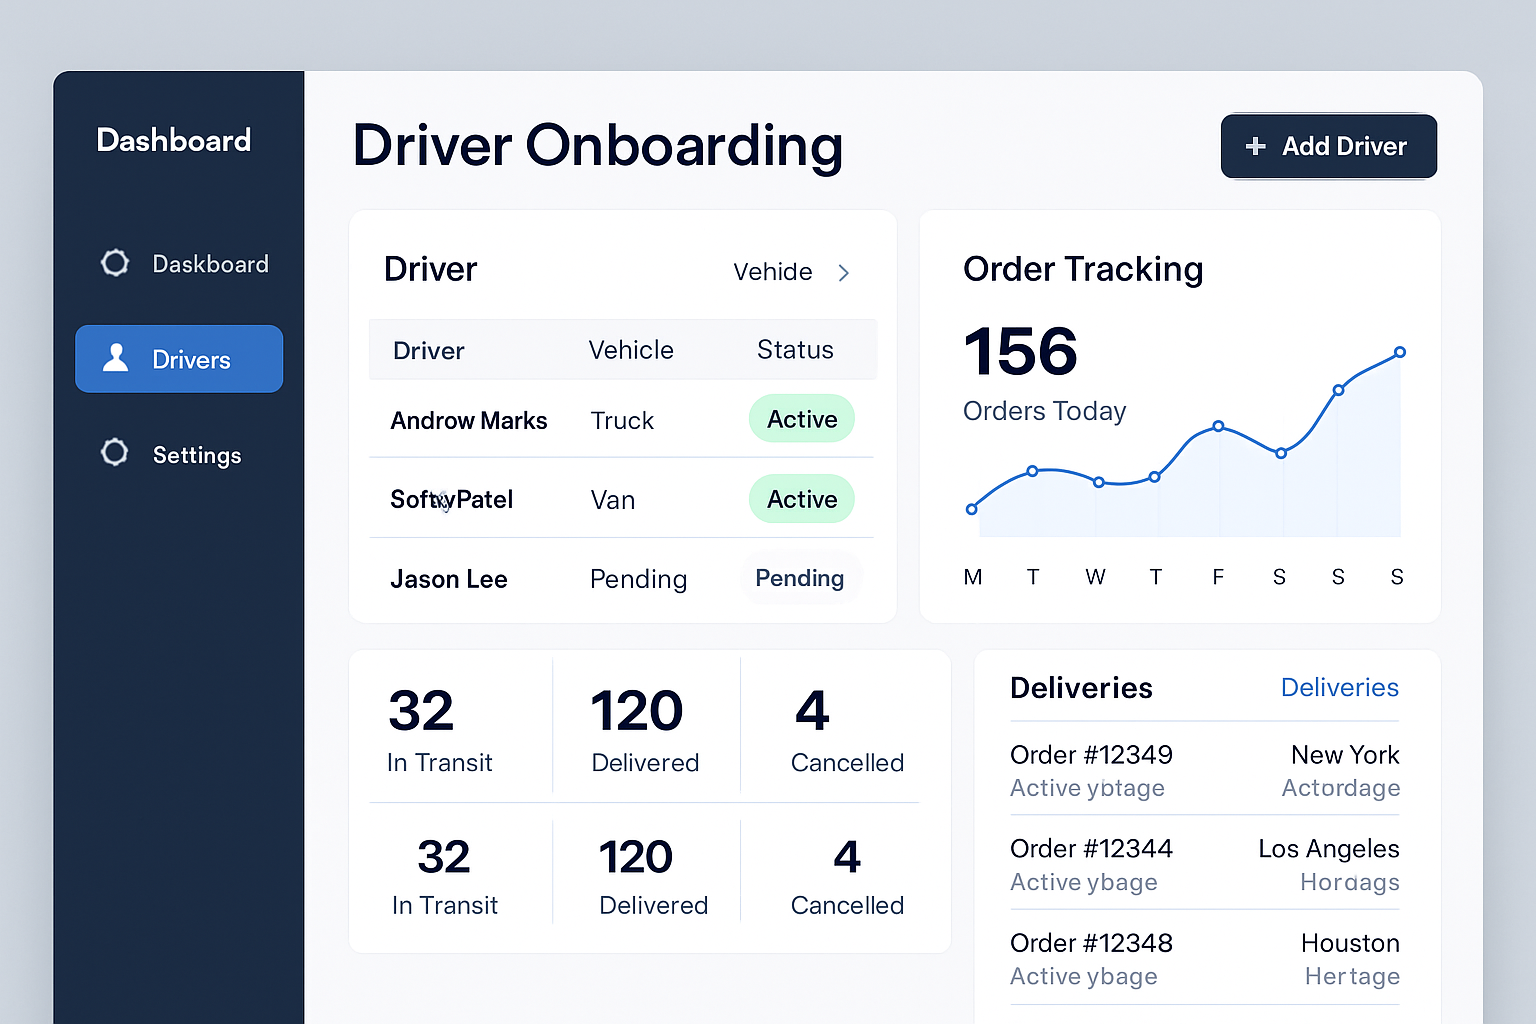 Dashboard
Daskboard
Drivers
Settings
Driver Onboarding
+ Add Driver
Driver
Vehide >
Driver Vehicle Status
Androw Marks Truck Active
Patel Van Active
Jason Lee Pending Pending
Order Tracking
156
Orders Today
M T W T F S S S
32 120 4
In Transit Delivered Cancelled
32 120 4
In Transit Delivered Cancelled
Deliveries Deliveries
Order #12349 New York
Active ybtage Actordage
Order #12344 Los Angeles
Active ybage Hordags
Order #12348 Houston
Active ybage Hertage